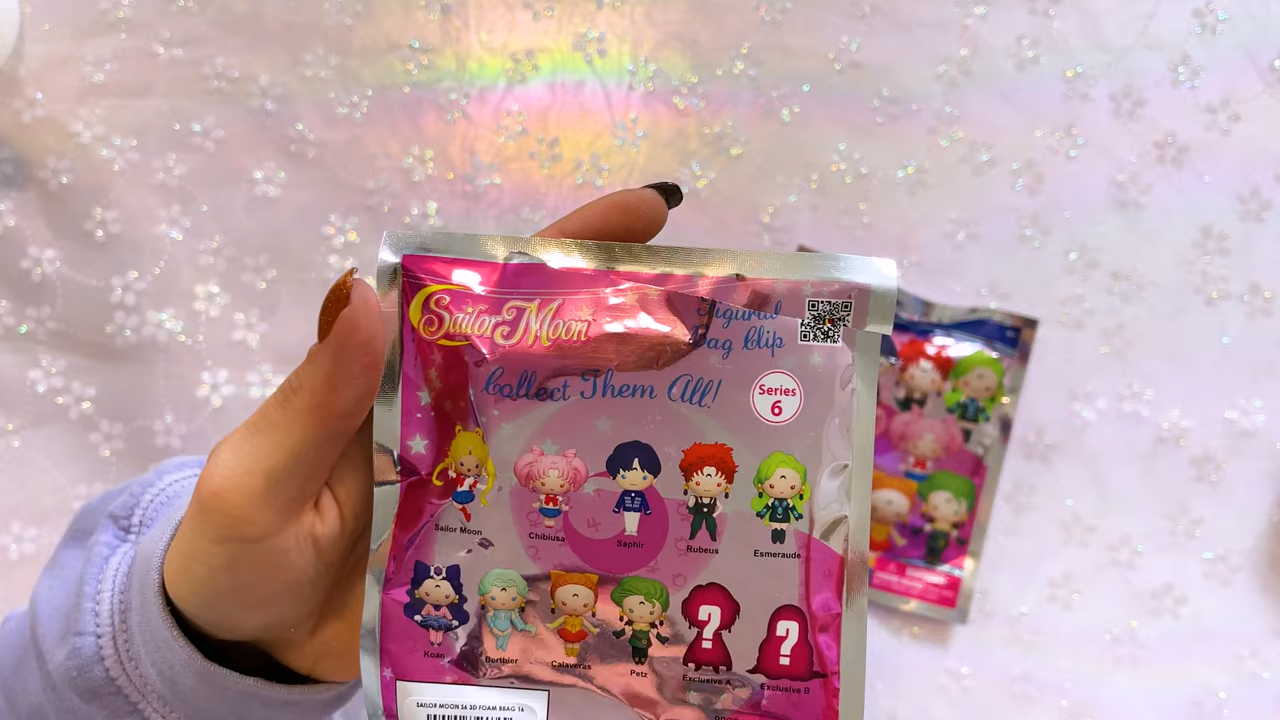 Sailor Moon
Figural
Bag Clip
Collect Them All!
Series
6
Sailor Moon
Chibiusa
Saphir
Rubeus
Esmeraude
Koan
Berthier
Calaveras
Petz
?
?
Exclusive A
Exclusive B
SAILOR MOON S6 3D FOAM BBAG 16